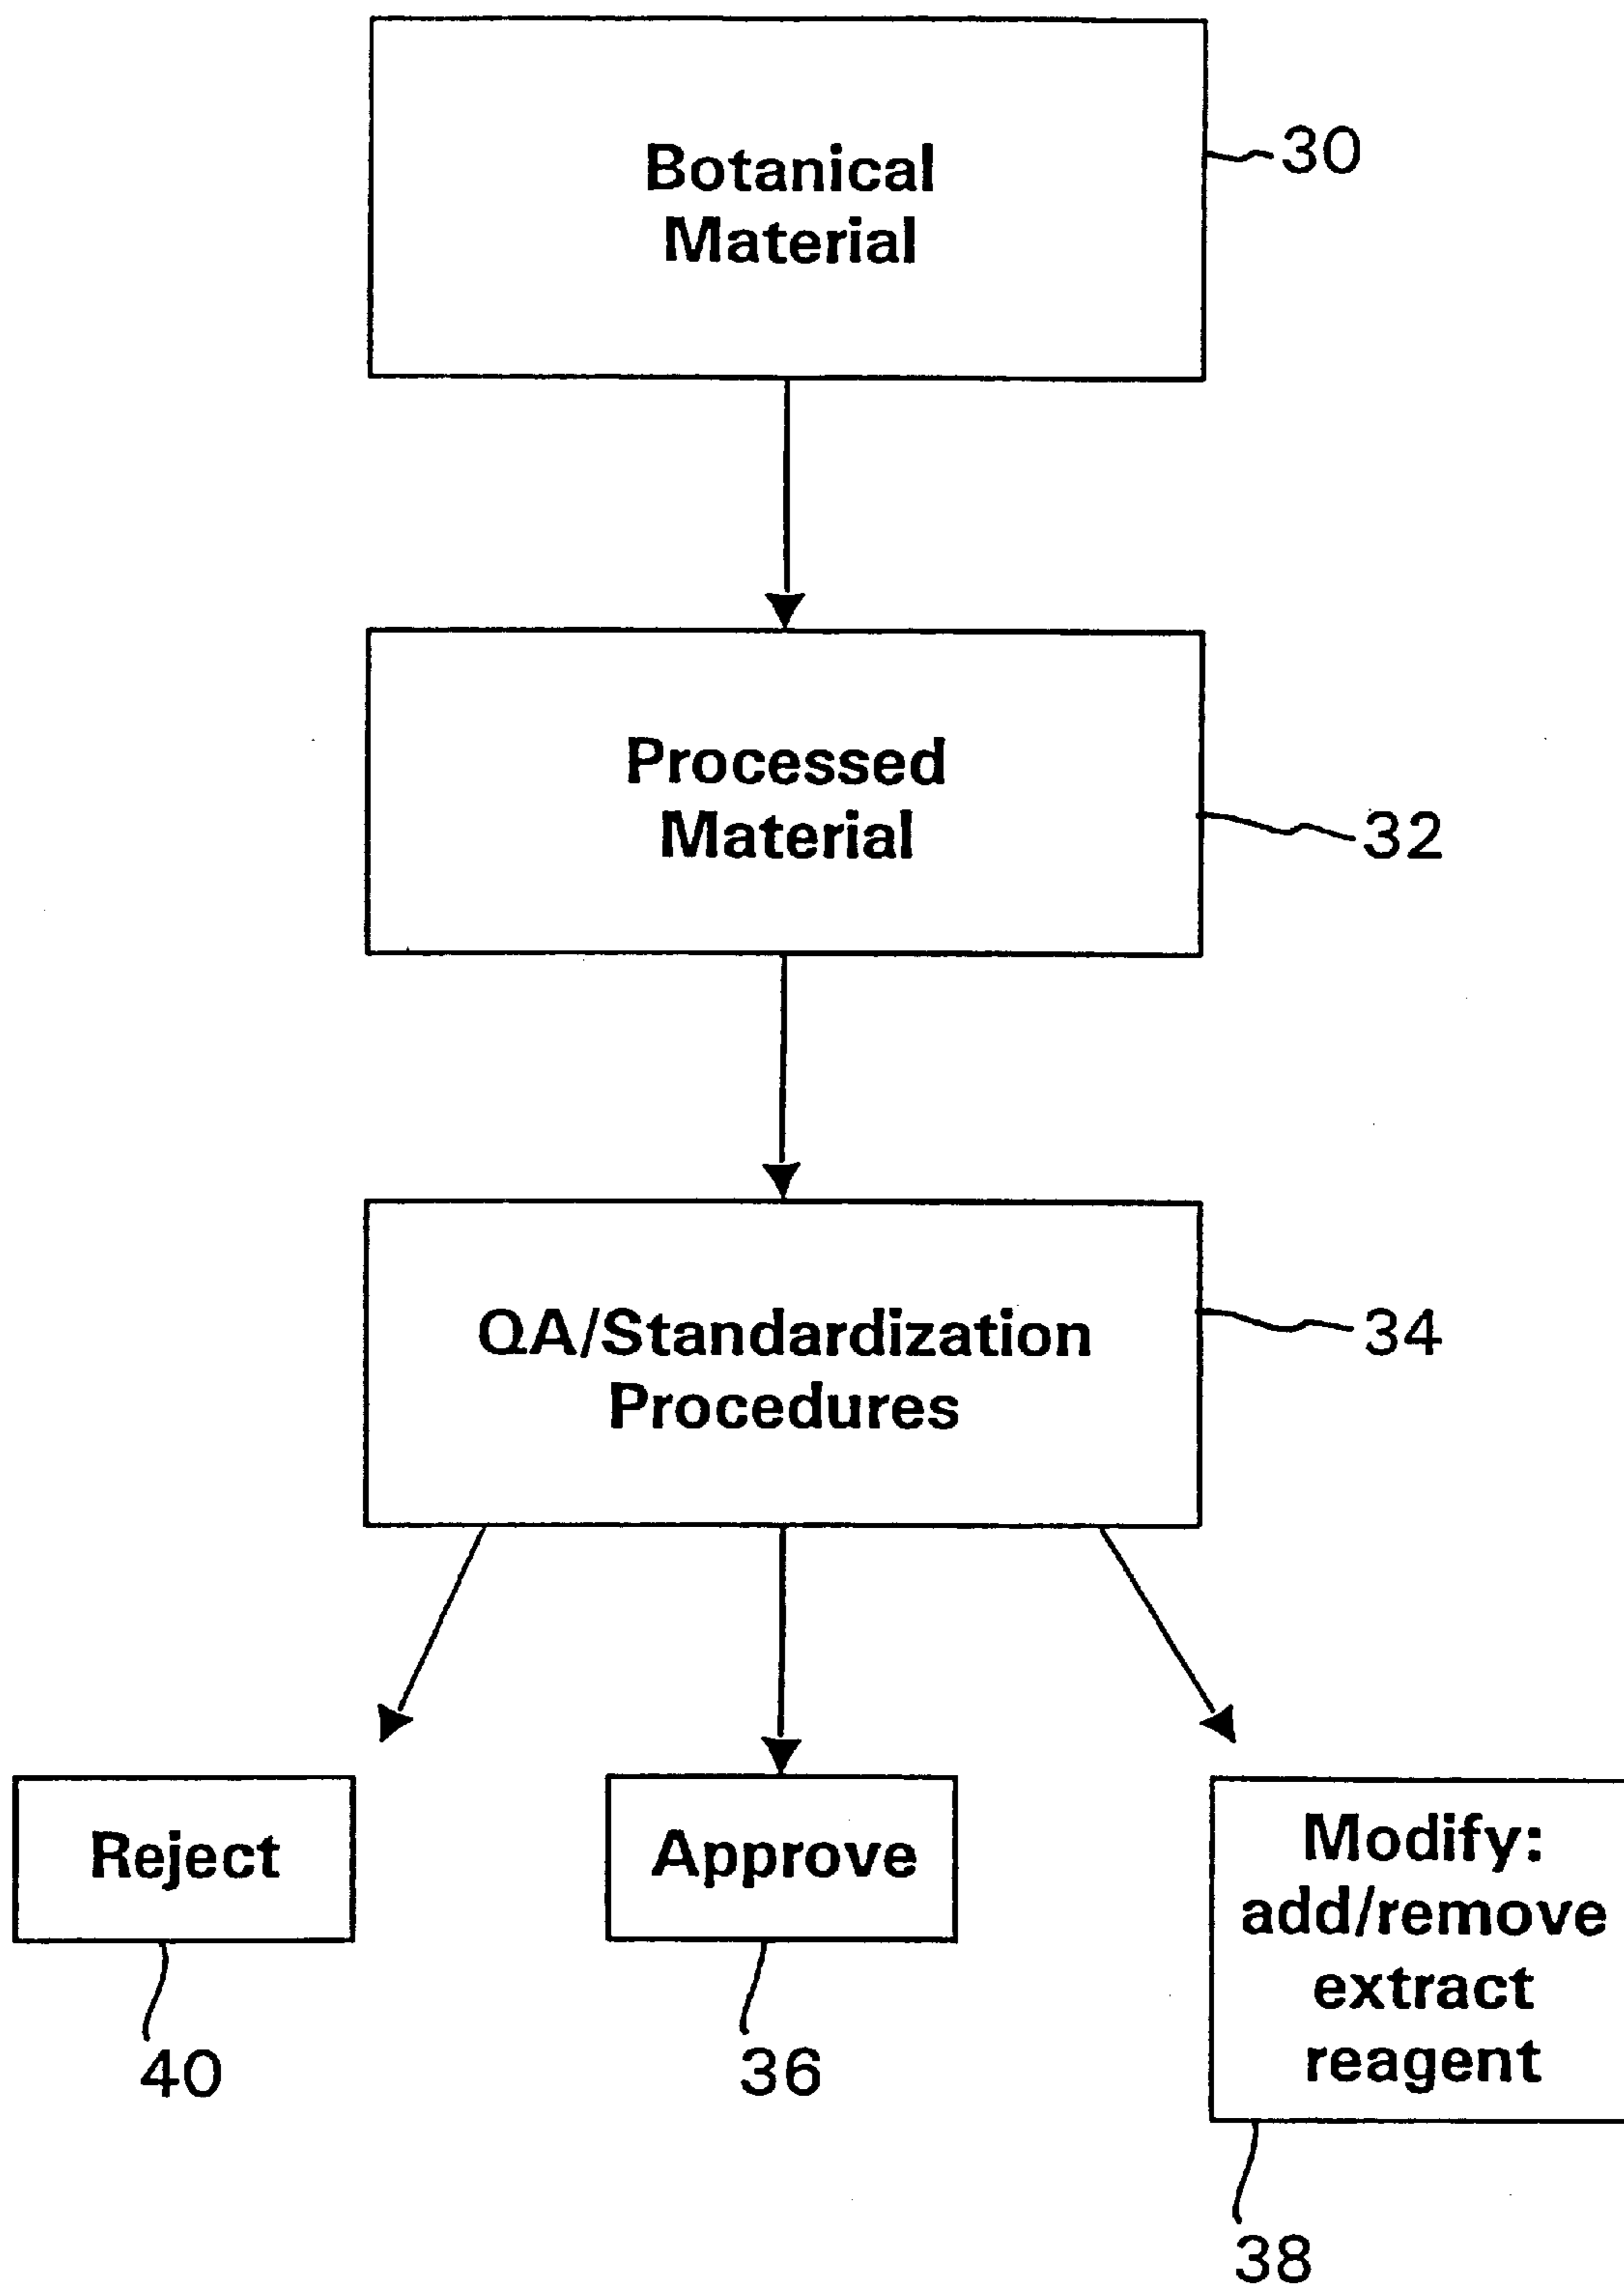 Botanical
Material
30
Processed
Material
32
QA/Standardization
Procedures
34
Reject
40
Approve
36
Modify:
add/remove
extract
reagent
38